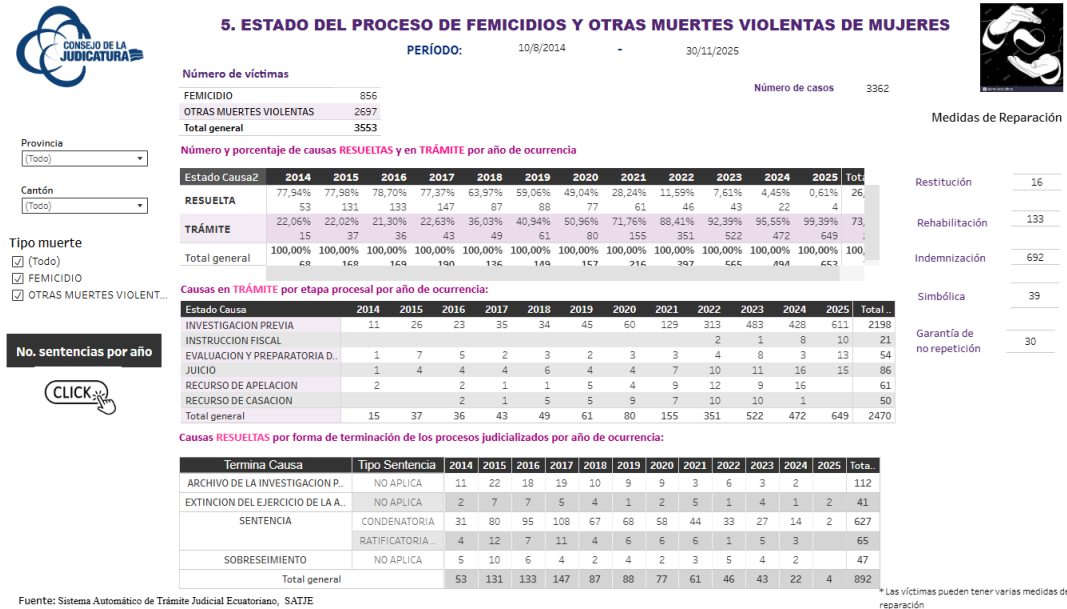 5. ESTADO DEL PROCESO DE FEMICIDIOS Y OTRAS MUERTES VIOLENTAS DE MUJERES
CONSEJO DE LA
JUDICATURA
PERÍODO: 10/8/2014 - 30/11/2025
Número de víctimas
FEMICIDIO 856
OTRAS MUERTES VIOLENTAS 2697
Total general 3553
Número de casos 3362
Medidas de Reparación
Provincia
(Todo)
Cantón
(Todo)
Tipo muerte
(Todo)
FEMICIDIO
OTRAS MUERTES VIOLENT...
No. sentencias por año
CLICK
Número y porcentaje de causas RESUELTAS y en TRÁMITE por año de ocurrencia
Estado Causa2 2014 2015 2016 2017 2018 2019 2020 2021 2022 2023 2024 2025 Tota
RESUELTA 77,94% 77,98% 78,70% 77,37% 63,97% 59,06% 49,04% 28,24% 11,59% 7,61% 4,45% 0,61% 26,
53 131 133 147 87 88 77 61 46 43 22 4
TRÁMITE 22,06% 22,02% 21,30% 22,63% 36,03% 40,94% 50,96% 71,76% 88,41% 92,39% 95,55% 99,39% 73,
15 37 36 43 49 61 80 155 351 522 472 649
Total general 100,00% 100,00% 100,00% 100,00% 100,00% 100,00% 100,00% 100,00% 100,00% 100,00% 100,00% 100,00% 100,
68 168 169 190 136 149 157 216 397 565 494 653
Restitución 16
Rehabilitación 133
Indemnización 692
Simbólica 39
Garantía de
no repetición 30
Causas en TRÁMITE por etapa procesal por año de ocurrencia:
Estado Causa 2014 2015 2016 2017 2018 2019 2020 2021 2022 2023 2024 2025 Total ..
INVESTIGACION PREVIA 11 26 23 35 34 45 60 129 313 483 428 611 2198
INSTRUCCION FISCAL 2 1 8 10 21
EVALUACION Y PREPARATORIA D.. 1 7 5 2 3 2 3 3 4 8 3 13 54
JUICIO 1 4 4 4 6 4 4 7 10 11 16 15 86
RECURSO DE APELACION 2 2 1 1 5 4 9 12 9 16 61
RECURSO DE CASACION 2 1 5 5 9 7 10 10 1 50
Total general 15 37 36 43 49 61 80 155 351 522 472 649 2470
Causas RESUELTAS por forma de terminación de los procesos judicializados por año de ocurrencia:
Termina Causa Tipo Sentencia 2014 2015 2016 2017 2018 2019 2020 2021 2022 2023 2024 2025 Tota..
ARCHIVO DE LA INVESTIGACION P.. NO APLICA 11 22 18 19 10 9 9 3 6 3 2 112
EXTINCION DEL EJERCICIO DE LA A.. NO APLICA 2 7 7 5 4 1 2 5 1 4 1 2 41
SENTENCIA CONDENATORIA 31 80 95 108 67 68 58 44 33 27 14 2 627
RATIFICATORIA .. 4 12 7 11 4 6 6 6 1 5 3 65
SOBRESEIMIENTO NO APLICA 5 10 6 4 2 4 2 3 5 4 2 47
Total general 53 131 133 147 87 88 77 61 46 43 22 4 892
* Las víctimas pueden tener varias medidas de
reparación
Fuente: Sistema Automático de Trámite Judicial Ecuatoriano, SATJE